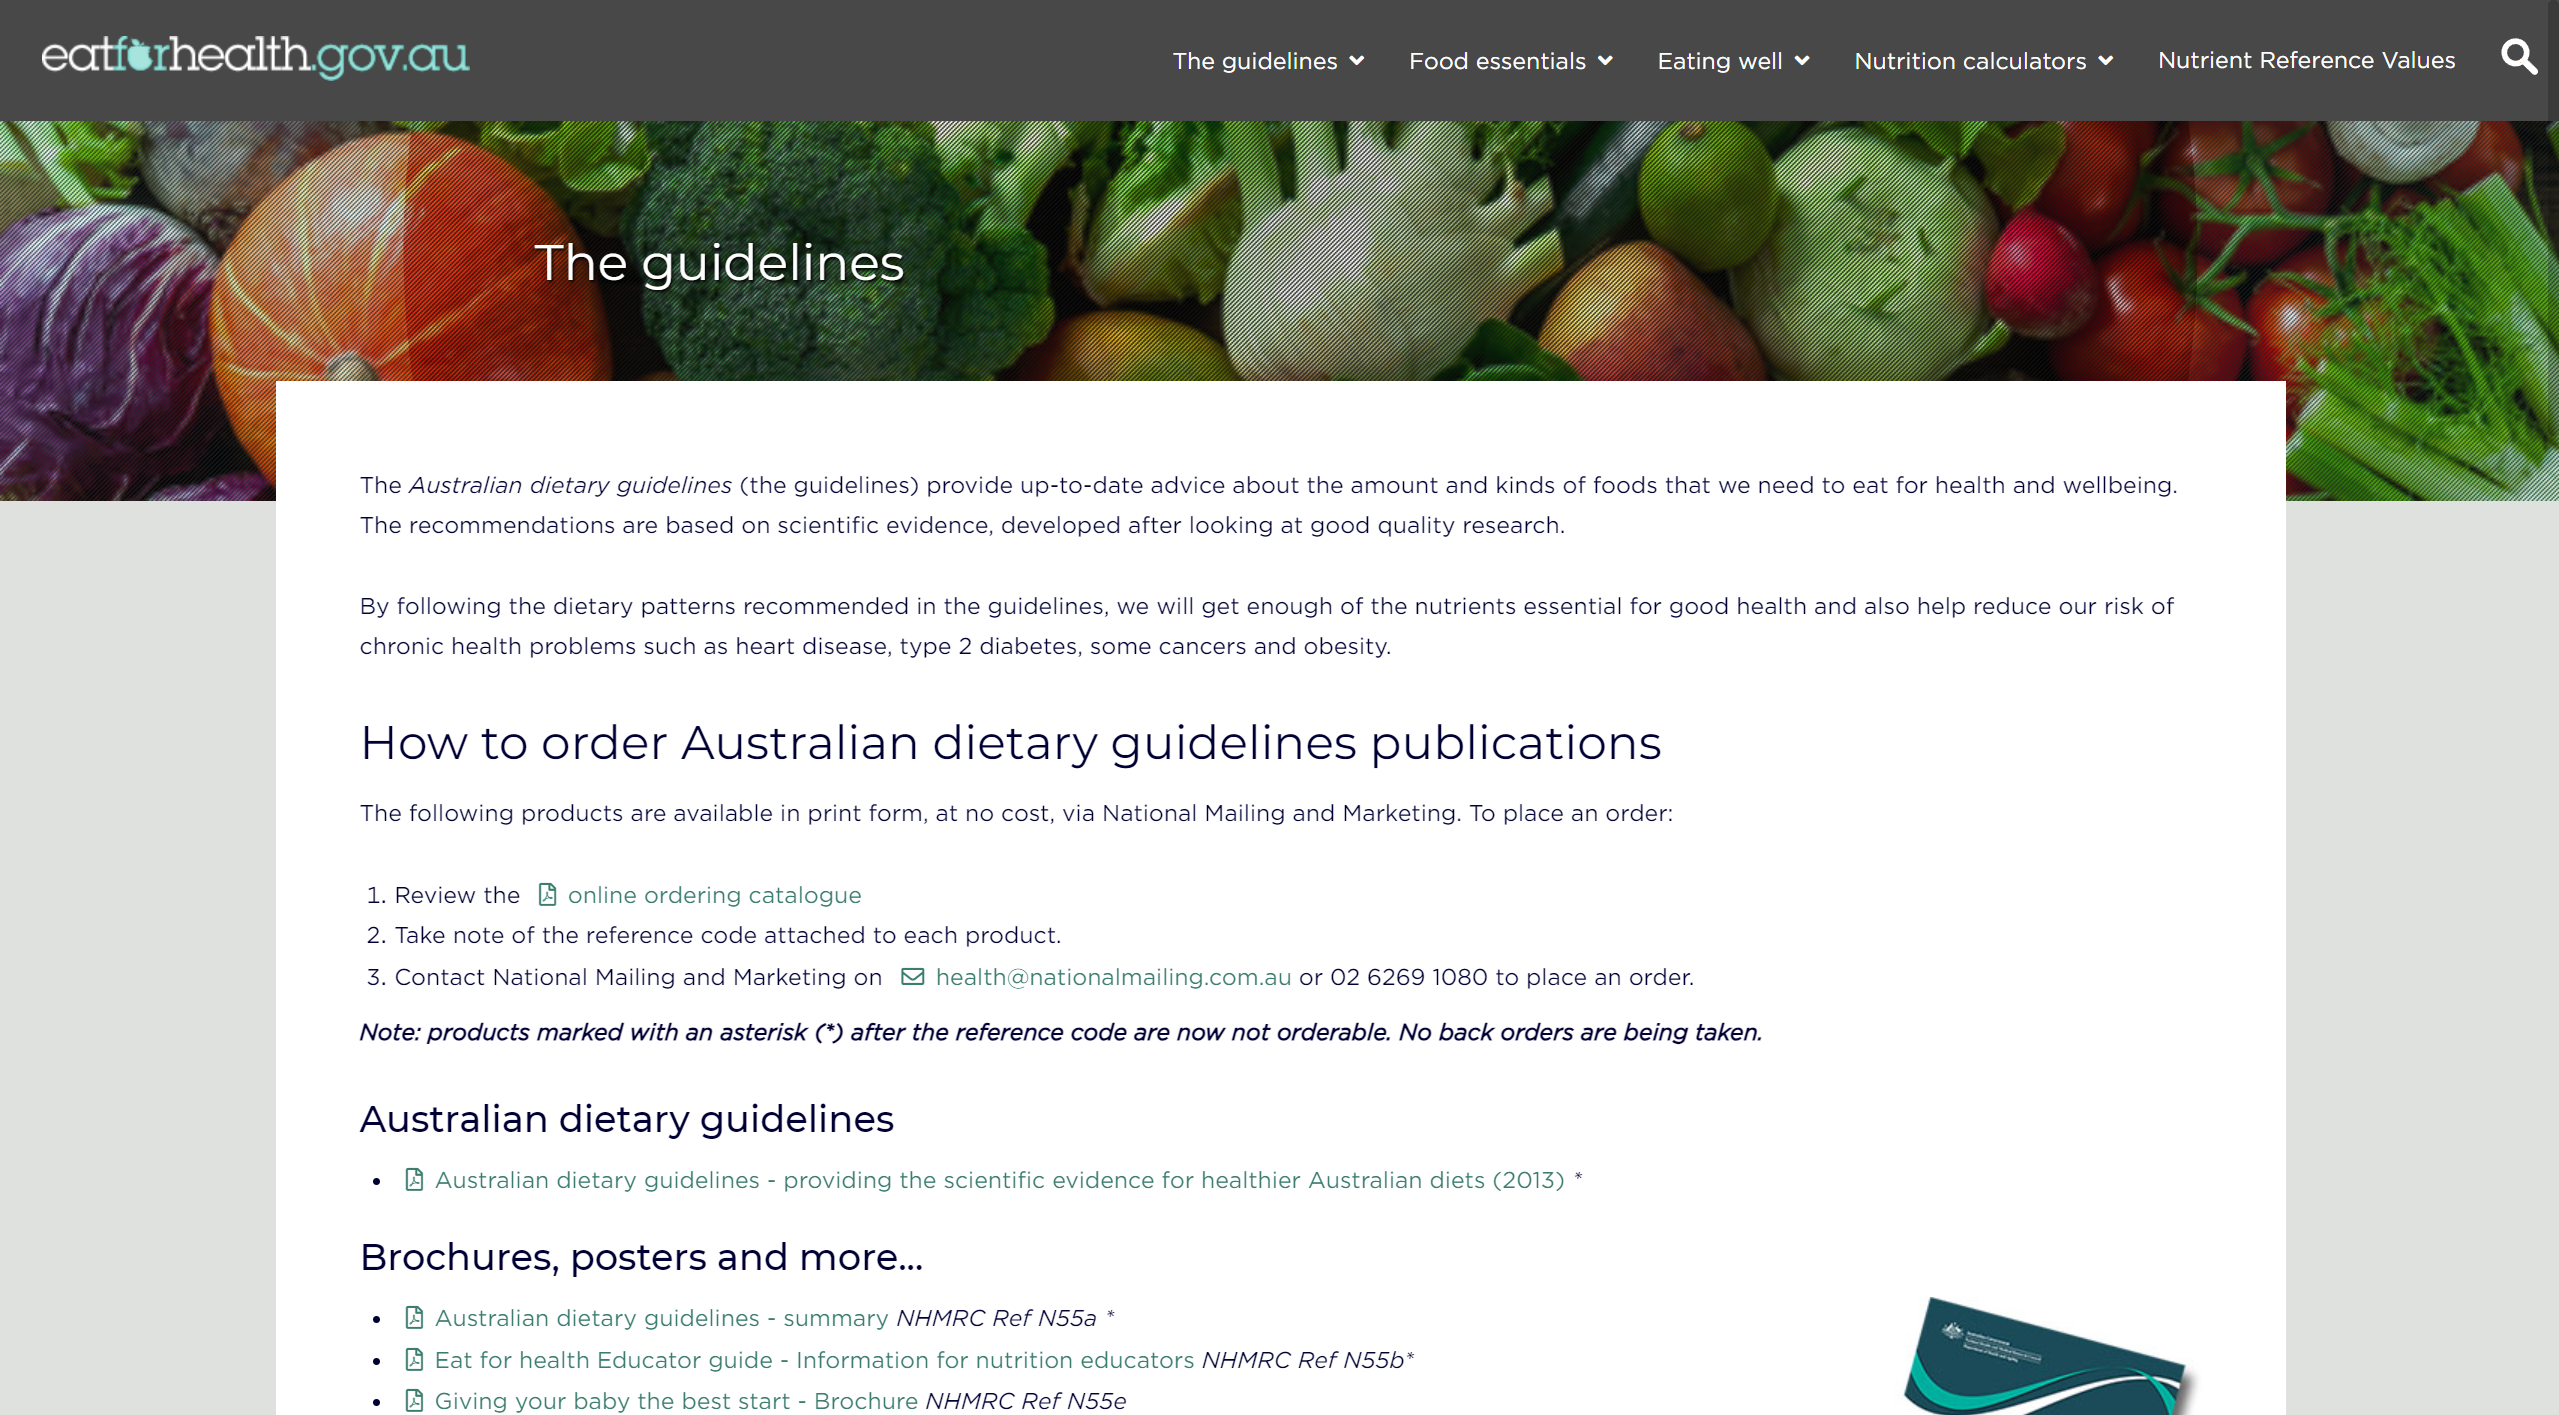 eatforhealth.gov.au
The guidelines
Food essentials
Eating well
Nutrition calculators
Nutrient Reference Values
The guidelines
The Australian dietary guidelines (the guidelines) provide up-to-date advice about the amount and kinds of foods that we need to eat for health and wellbeing.
The recommendations are based on scientific evidence, developed after looking at good quality research.
By following the dietary patterns recommended in the guidelines, we will get enough of the nutrients essential for good health and also help reduce our risk of
chronic health problems such as heart disease, type 2 diabetes, some cancers and obesity.
How to order Australian dietary guidelines publications
The following products are available in print form, at no cost, via National Mailing and Marketing. To place an order:
1. Review the online ordering catalogue
2. Take note of the reference code attached to each product.
3. Contact National Mailing and Marketing on health@nationalmailing.com.au or 02 6269 1080 to place an order.
Note: products marked with an asterisk (*) after the reference code are now not orderable. No back orders are being taken.
Australian dietary guidelines
• Australian dietary guidelines - providing the scientific evidence for healthier Australian diets (2013) *
Brochures, posters and more...
• Australian dietary guidelines - summary NHMRC Ref N55a *
• Eat for health Educator guide - Information for nutrition educators NHMRC Ref N55b*
• Giving your baby the best start - Brochure NHMRC Ref N55e